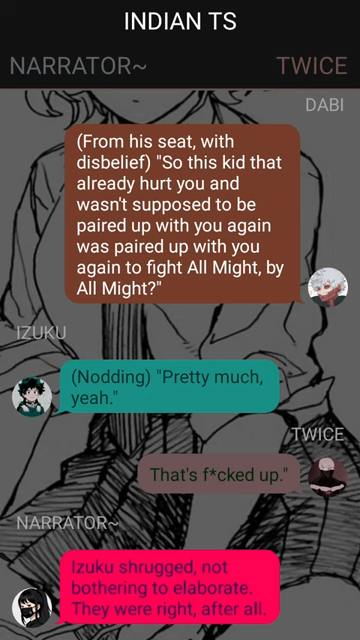 INDIAN TS
NARRATOR~ TWICE
DABI
(From his seat, with
disbelief) "So this kid that
already hurt you and
wasn't supposed to be
paired up with you again
was paired up with you
again to fight All Might, by
All Might?"
IZUKU
(Nodding) "Pretty much,
yeah."
TWICE
That's f*cked up."
NARRATOR~
Izuku shrugged, not
bothering to elaborate.
They were right, after all.